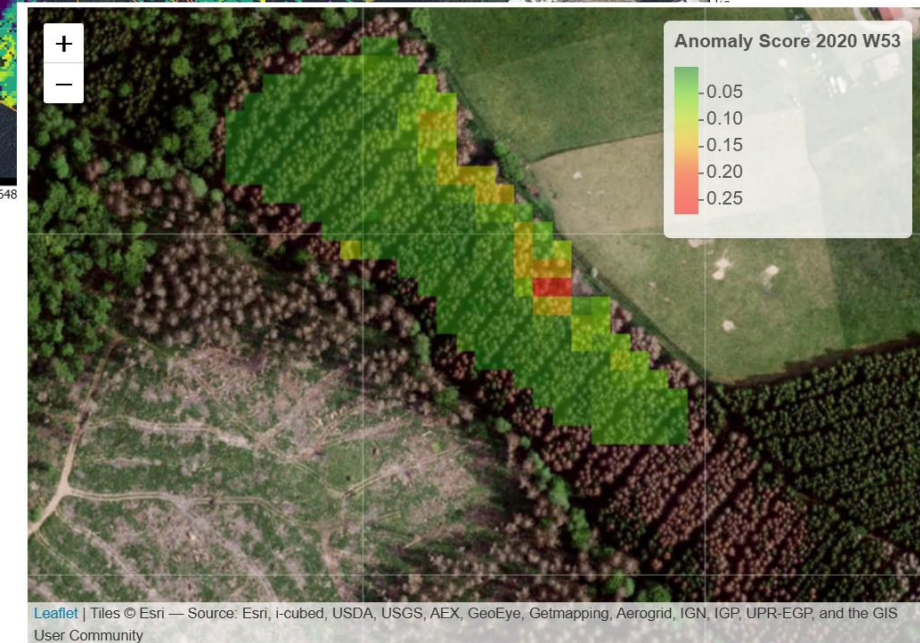 +
Anomaly Score 2020 W53
−
0.05
0.10
0.15
548
0.20
0.25
Leaflet | Tiles © Esri — Source: Esri, i-cubed, USDA, USGS, AEX, GeoEye, Getmapping, Aerogrid, IGN, IGP, UPR-EGP, and the GIS
User Community